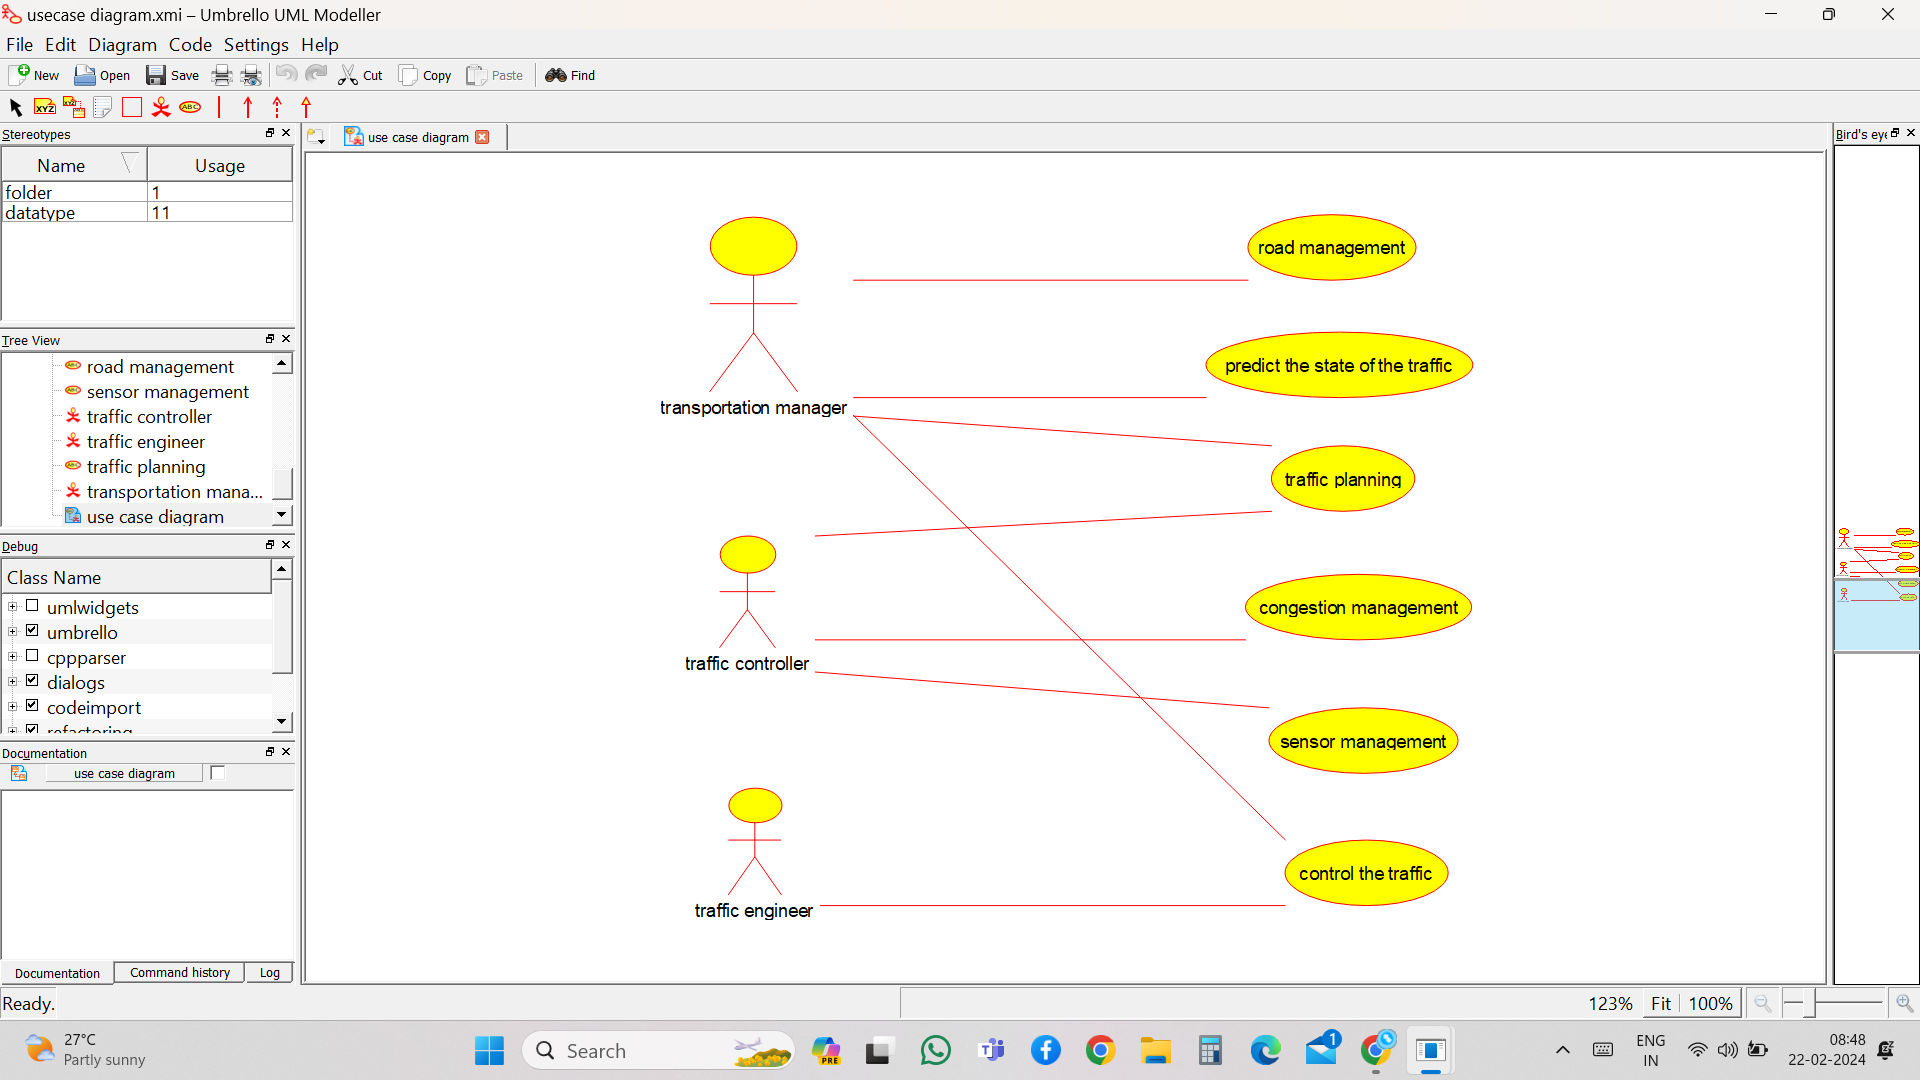 usecase diagram.xmi – Umbrello UML Modeller
File Edit Diagram Code Settings Help
New Open Save Cut Copy Paste Find
XYZ XYZ ABC
Stereotypes
Name Usage
folder 1
datatype 11
Tree View
road management
sensor management
traffic controller
traffic engineer
traffic planning
transportation mana...
use case diagram
Debug
Class Name
umlwidgets
umbrello
cppparser
dialogs
codeimport
refactoring
Documentation
use case diagram
Documentation Command history Log
Ready.
use case diagram
road management
predict the state of the traffic
transportation manager
traffic planning
congestion management
traffic controller
sensor management
control the traffic
traffic engineer
Bird's eye
123% Fit 100%
27°C
Partly sunny
Search
PRE
1
ENG
IN
08:48
22-02-2024